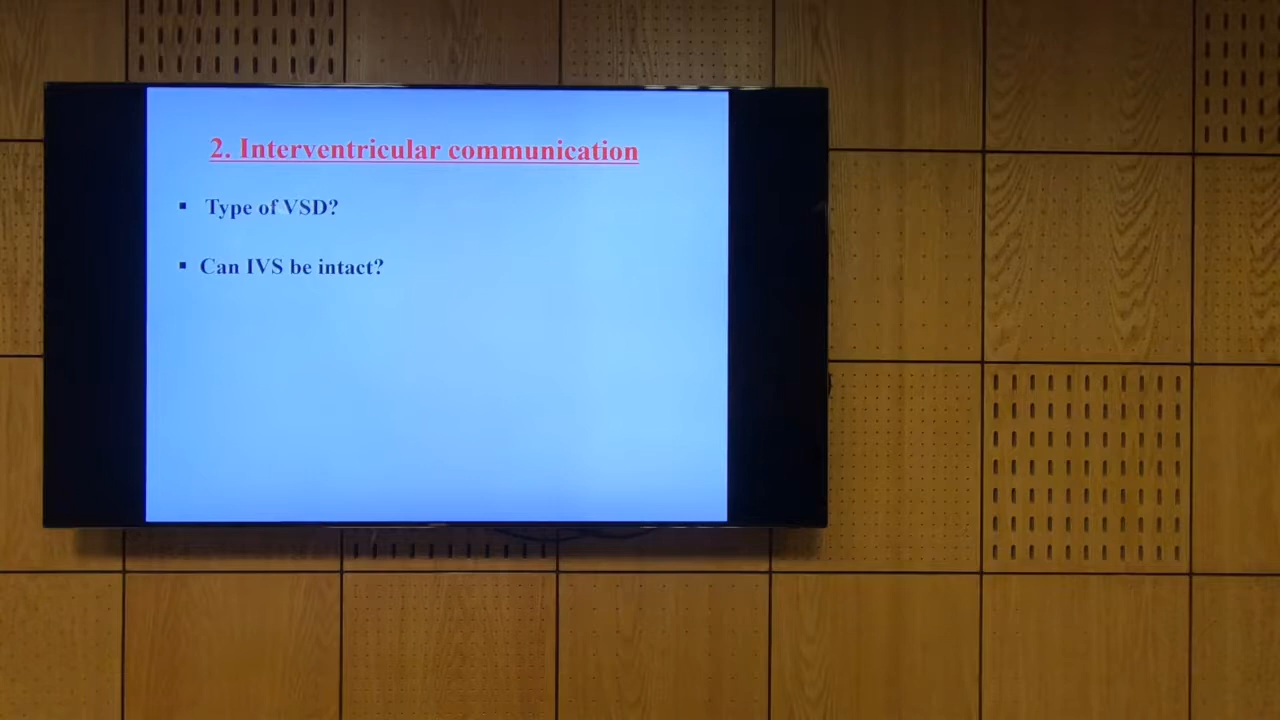 2. Interventricular communication
▪ Type of VSD?
▪ Can IVS be intact?